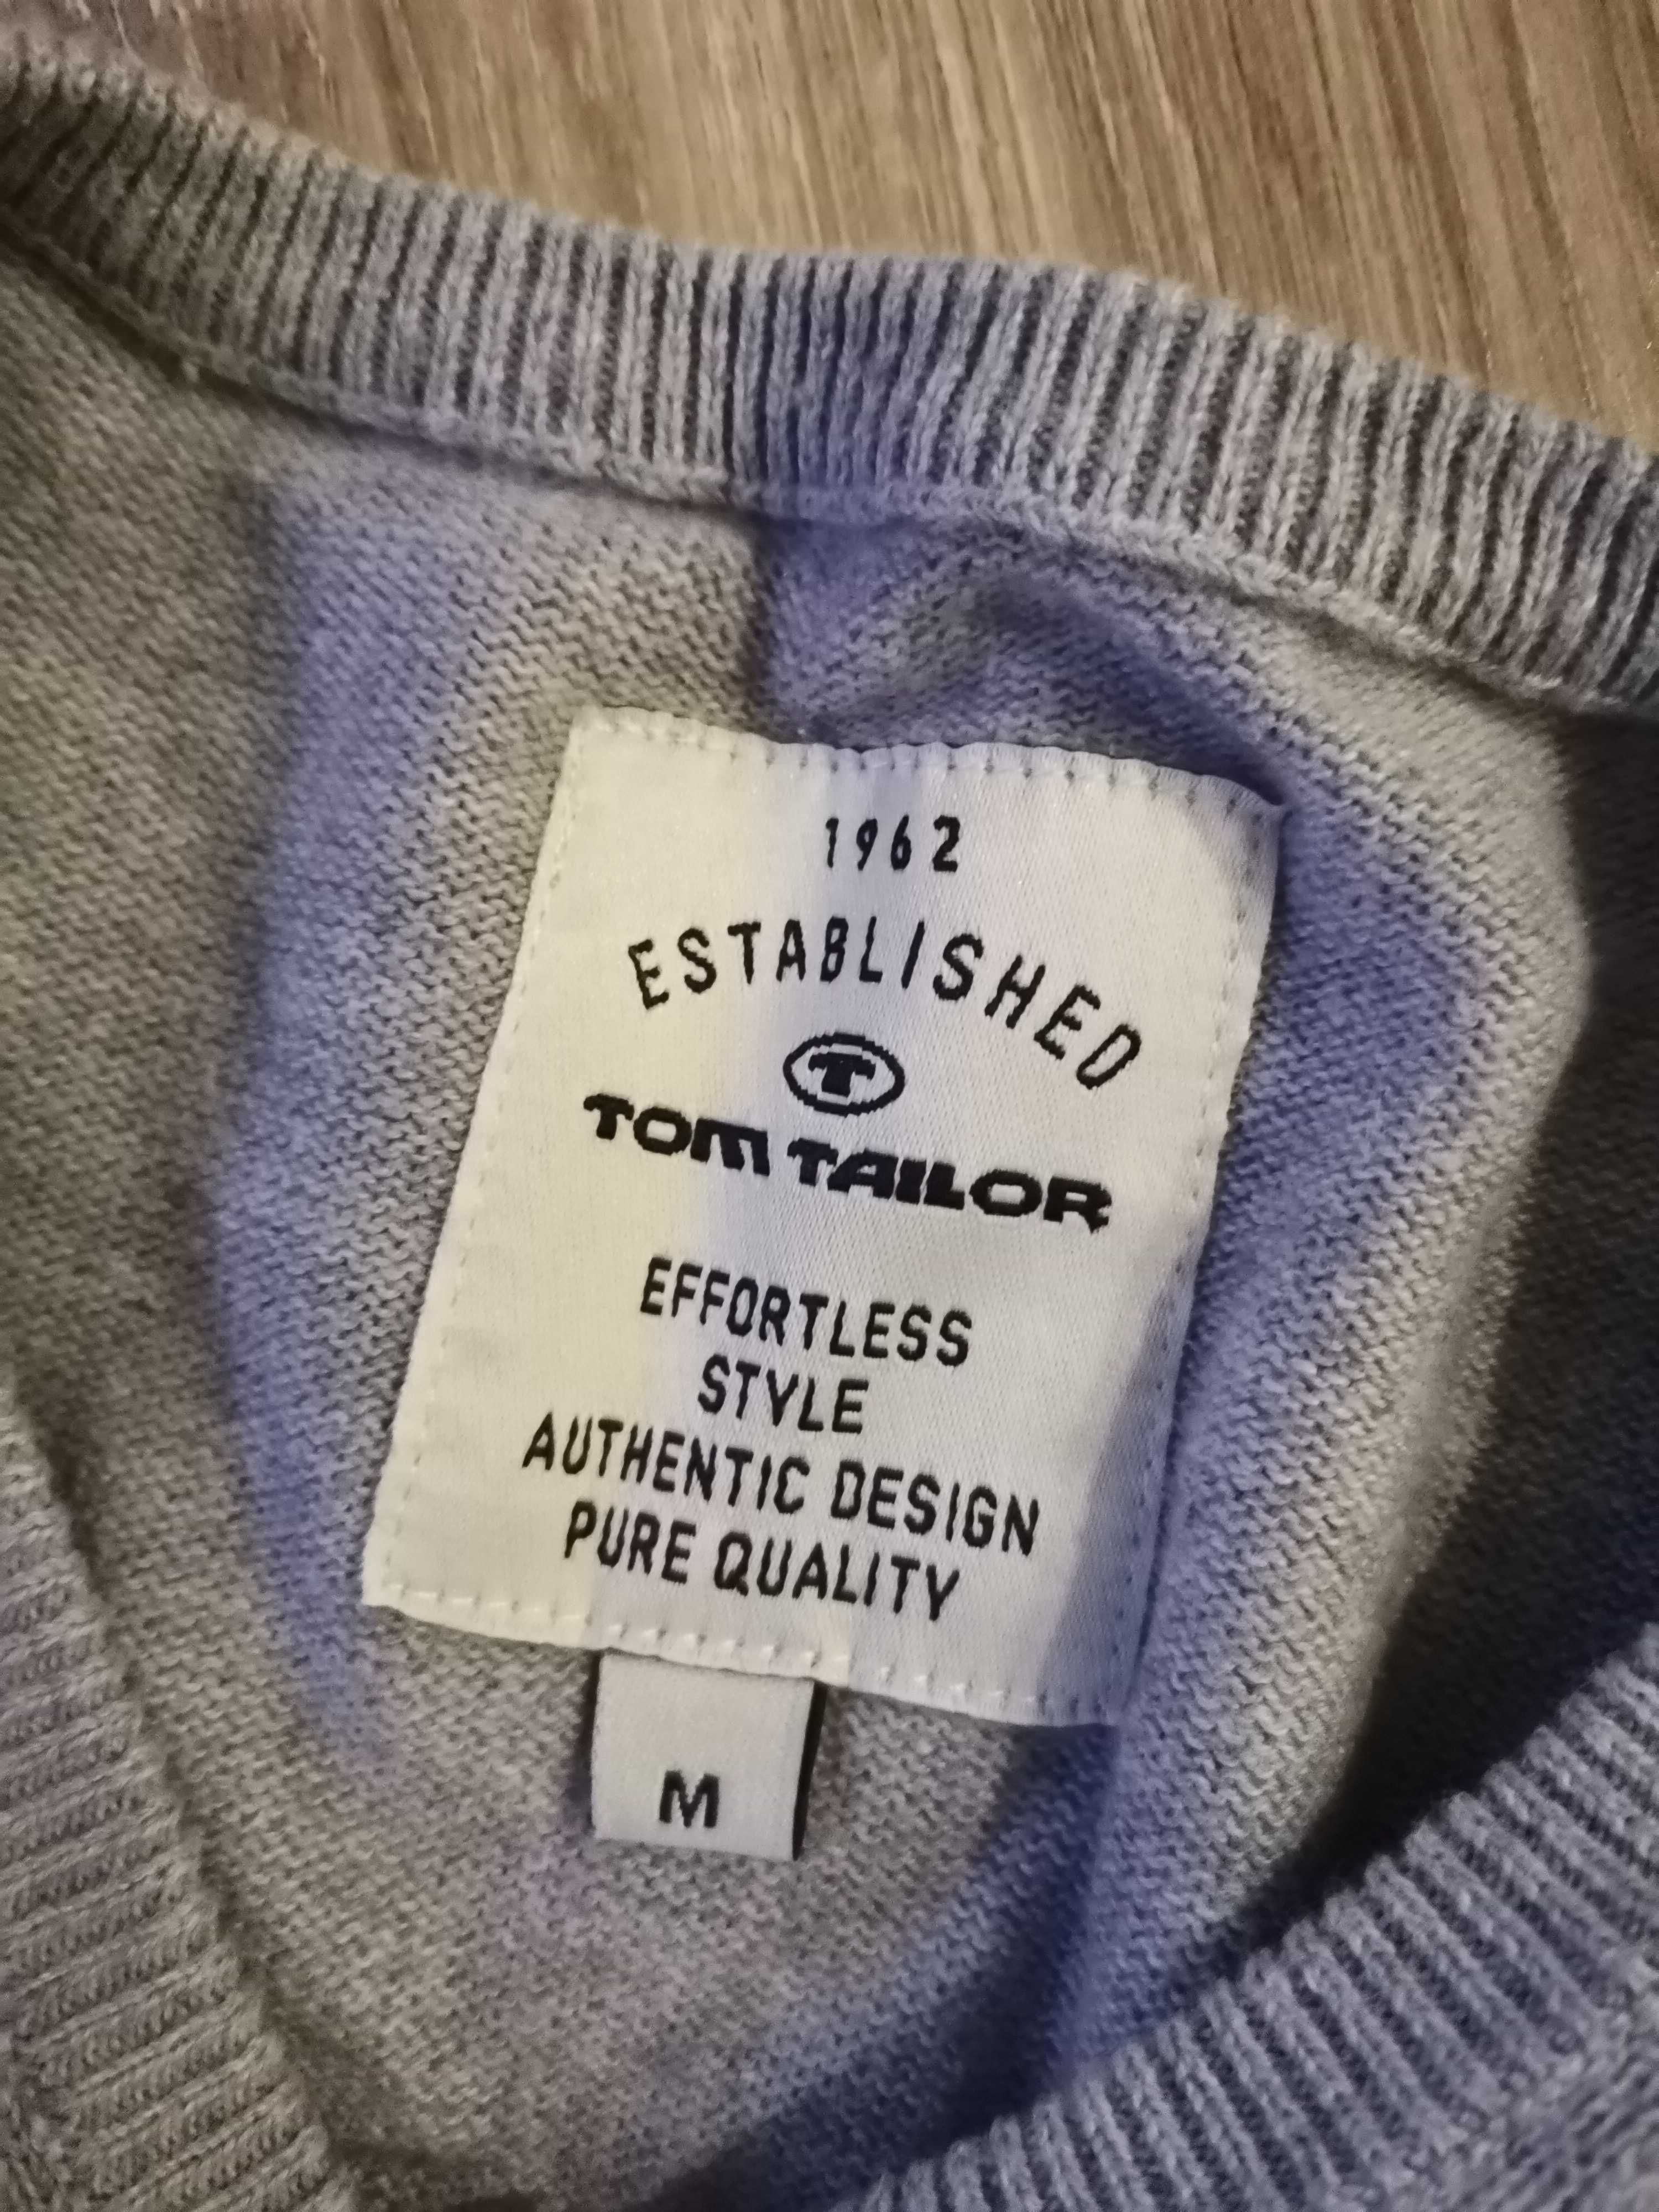 1962
ESTABLISHED
T
TOM TAILOR
EFFORTLESS
STYLE
AUTHENTIC DESIGN
PURE QUALITY
M